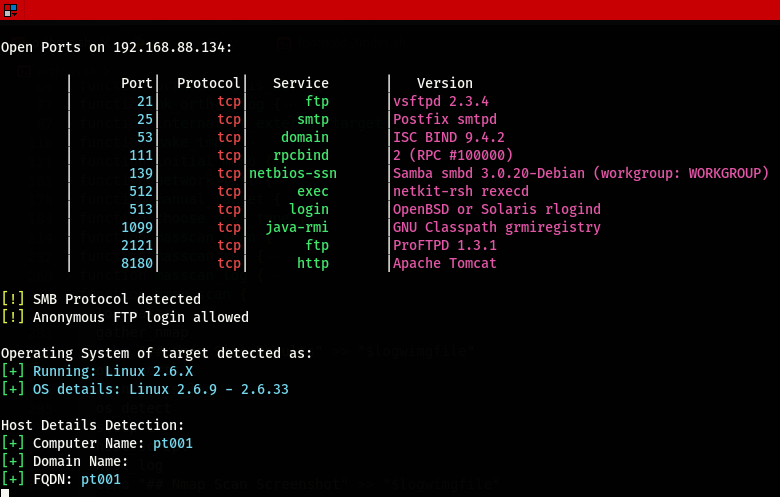 Open Ports on 192.168.88.134:
| Port| Protocol| Service | Version
| 21| tcp| ftp |vsftpd 2.3.4
| 25| tcp| smtp |Postfix smtpd
| 53| tcp| domain |ISC BIND 9.4.2
| 111| tcp| rpcbind |2 (RPC #100000)
| 139| tcp|netbios-ssn |Samba smbd 3.0.20-Debian (workgroup: WORKGROUP)
| 512| tcp| exec |netkit-rsh rexecd
| 513| tcp| login |OpenBSD or Solaris rlogind
| 1099| tcp| java-rmi |GNU Classpath grmiregistry
| 2121| tcp| ftp |ProFTPD 1.3.1
| 8180| tcp| http |Apache Tomcat
[!] SMB Protocol detected
[!] Anonymous FTP login allowed
Operating System of target detected as:
[+] Running: Linux 2.6.X
[+] OS details: Linux 2.6.9 - 2.6.33
Host Details Detection:
[+] Computer Name: pt001
[+] Domain Name:
[+] FQDN: pt001